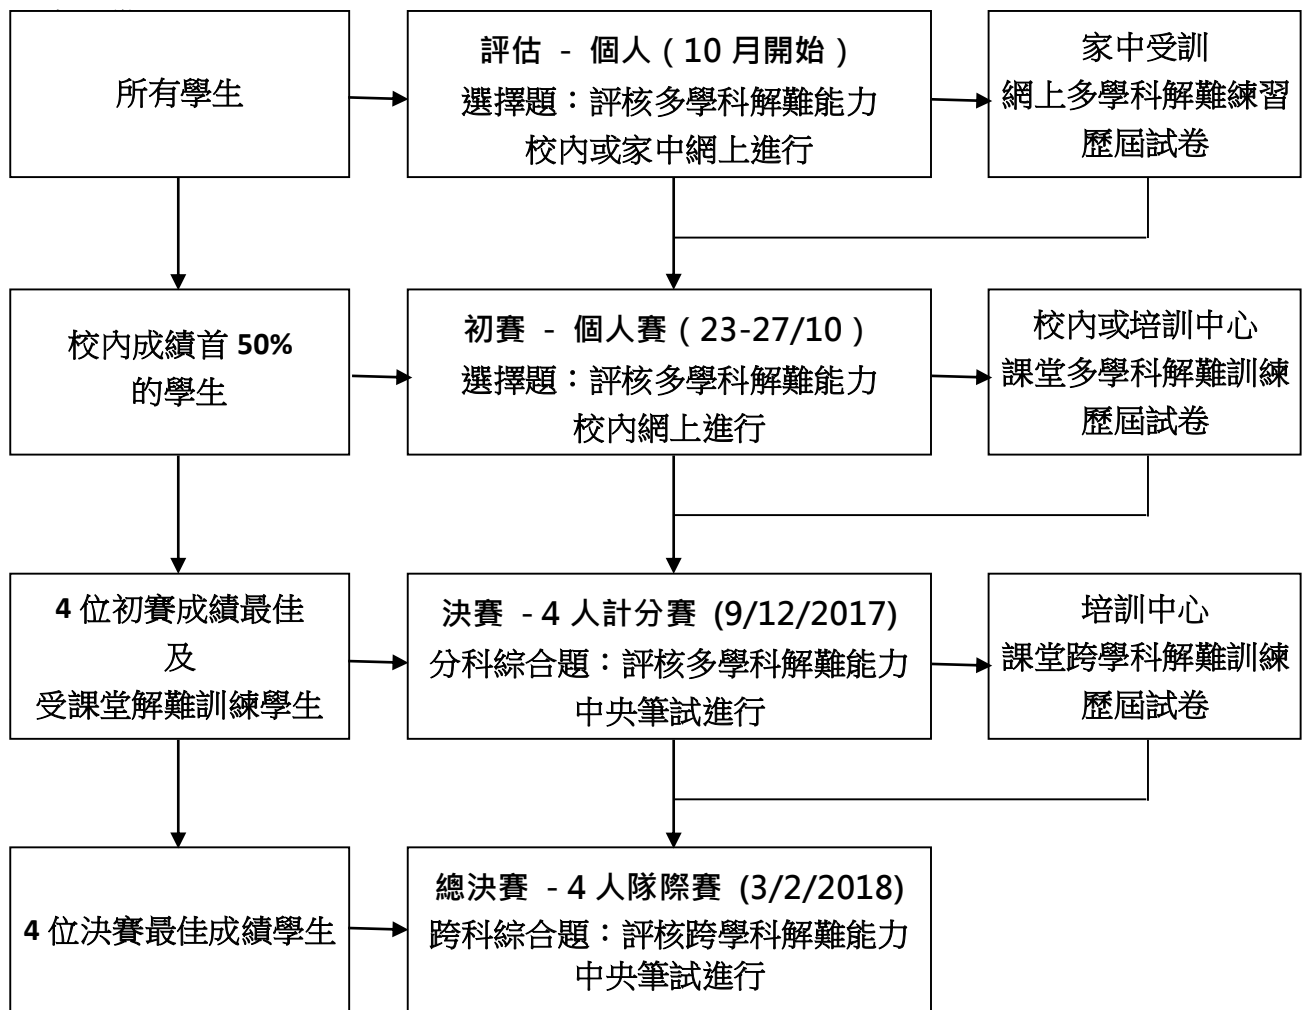 所有學生
評估 - 個人 ( 10 月開始 )
選擇題：評核多學科解難能力
校內或家中網上進行
家中受訓
網上多學科解難練習
歷屆試卷
校內成績首 50%
的學生
初賽 - 個人賽 ( 23-27/10 )
選擇題：評核多學科解難能力
校內網上進行
校內或培訓中心
課堂多學科解難訓練
歷屆試卷
4 位初賽成績最佳
及
受課堂解難訓練學生
決賽 - 4 人計分賽 (9/12/2017)
分科綜合題：評核多學科解難能力
中央筆試進行
培訓中心
課堂跨學科解難訓練
歷屆試卷
4 位決賽最佳成績學生
總決賽 - 4 人隊際賽 (3/2/2018)
跨科綜合題：評核跨學科解難能力
中央筆試進行